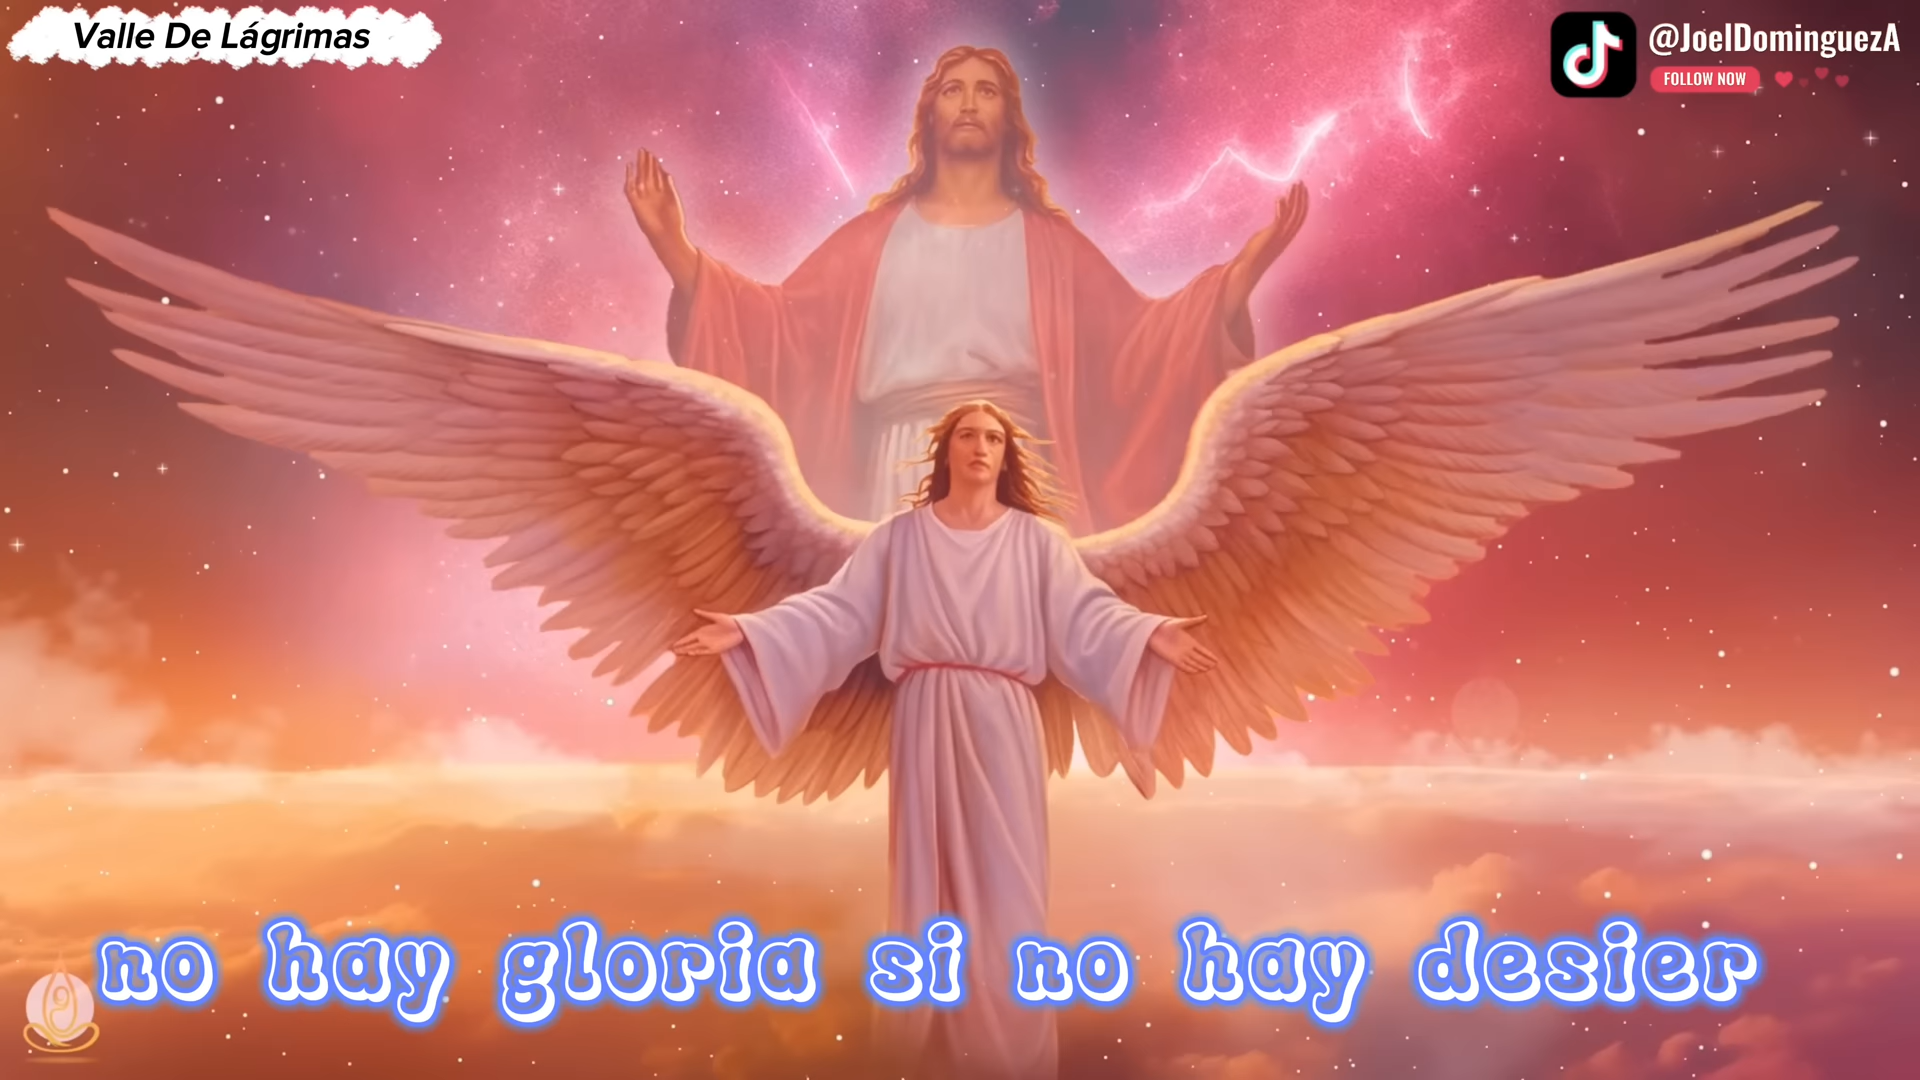 Valle De Lágrimas
@JoelDominguezA
FOLLOW NOW
no hay gloria si no hay desier